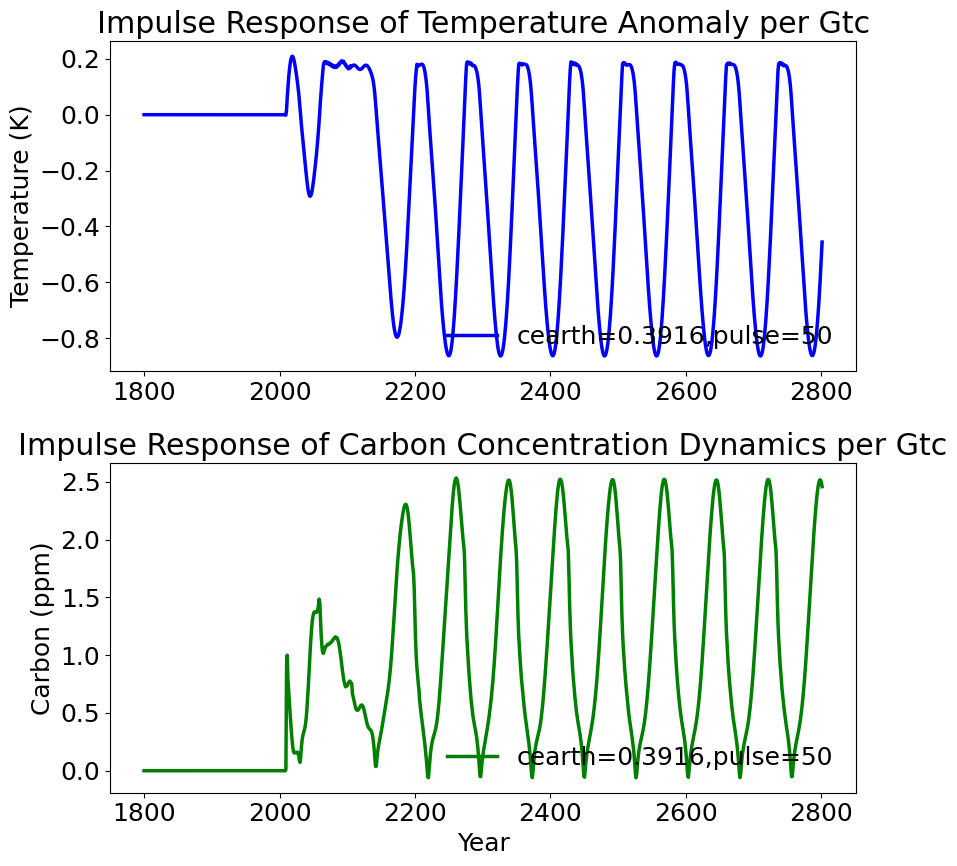 Impulse Response of Temperature Anomaly per Gtc
Temperature (K)
0.2
0.0
−0.2
−0.4
−0.6
−0.8
cearth=0.3916,pulse=50
1800 2000 2200 2400 2600 2800
Impulse Response of Carbon Concentration Dynamics per Gtc
Carbon (ppm)
2.5
2.0
1.5
1.0
0.5
0.0
cearth=0.3916,pulse=50
1800 2000 2200 2400 2600 2800
Year